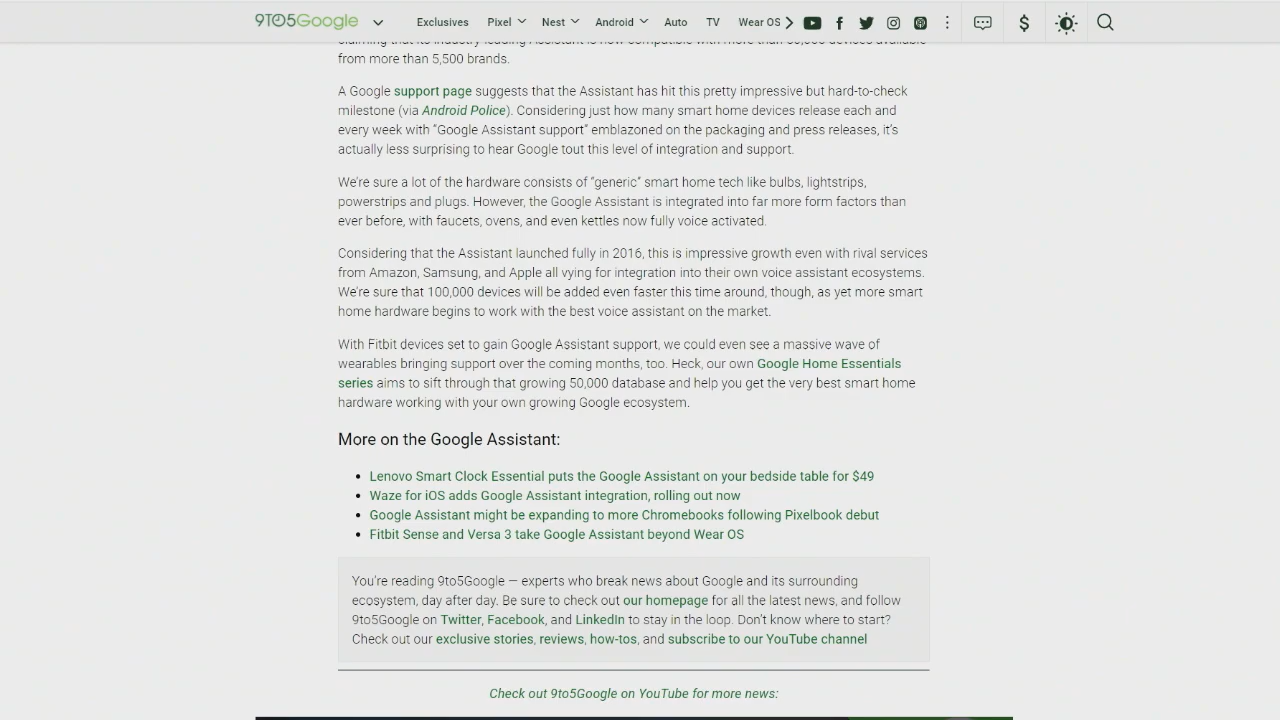 9TO5Google
Exclusives Pixel Nest Android Auto TV Wear OS
claiming that its industry-leading Assistant is now compatible with more than 50,000 devices available
from more than 5,500 brands.
A Google support page suggests that the Assistant has hit this pretty impressive but hard-to-check
milestone (via Android Police). Considering just how many smart home devices release each and
every week with “Google Assistant support” emblazoned on the packaging and press releases, it’s
actually less surprising to hear Google tout this level of integration and support.
We’re sure a lot of the hardware consists of “generic” smart home tech like bulbs, lightstrips,
powerstrips and plugs. However, the Google Assistant is integrated into far more form factors than
ever before, with faucets, ovens, and even kettles now fully voice activated.
Considering that the Assistant launched fully in 2016, this is impressive growth even with rival services
from Amazon, Samsung, and Apple all vying for integration into their own voice assistant ecosystems.
We’re sure that 100,000 devices will be added even faster this time around, though, as yet more smart
home hardware begins to work with the best voice assistant on the market.
With Fitbit devices set to gain Google Assistant support, we could even see a massive wave of
wearables bringing support over the coming months, too. Heck, our own Google Home Essentials
series aims to sift through that growing 50,000 database and help you get the very best smart home
hardware working with your own growing Google ecosystem.
More on the Google Assistant:
Lenovo Smart Clock Essential puts the Google Assistant on your bedside table for $49
Waze for iOS adds Google Assistant integration, rolling out now
Google Assistant might be expanding to more Chromebooks following Pixelbook debut
Fitbit Sense and Versa 3 take Google Assistant beyond Wear OS
You’re reading 9to5Google — experts who break news about Google and its surrounding
ecosystem, day after day. Be sure to check out our homepage for all the latest news, and follow
9to5Google on Twitter, Facebook, and LinkedIn to stay in the loop. Don’t know where to start?
Check out our exclusive stories, reviews, how-tos, and subscribe to our YouTube channel
Check out 9to5Google on YouTube for more news: